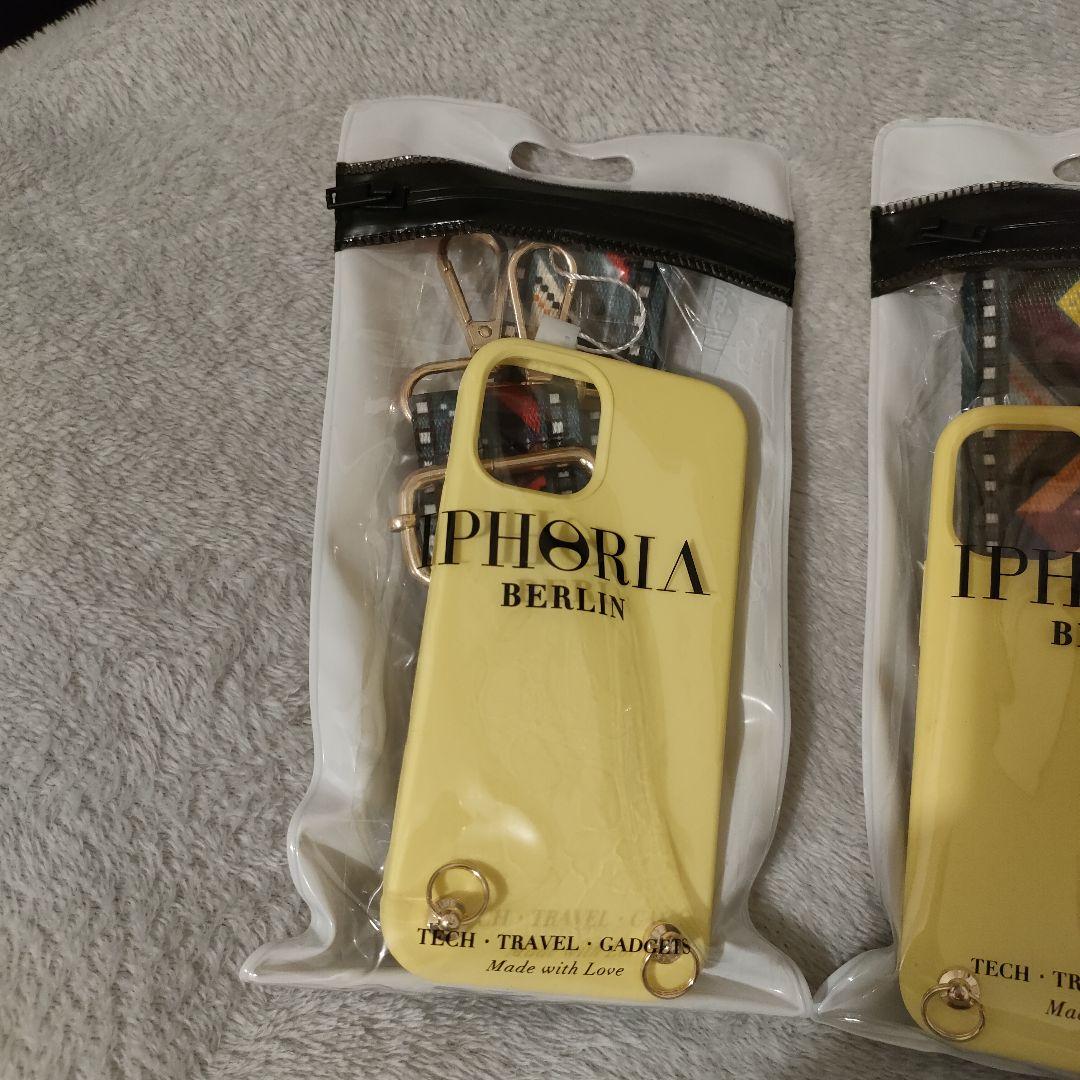 IPHORIA
BERLIN
TECH · TRAVEL · GADGETS
Made with Love
IPH
TECH · TR